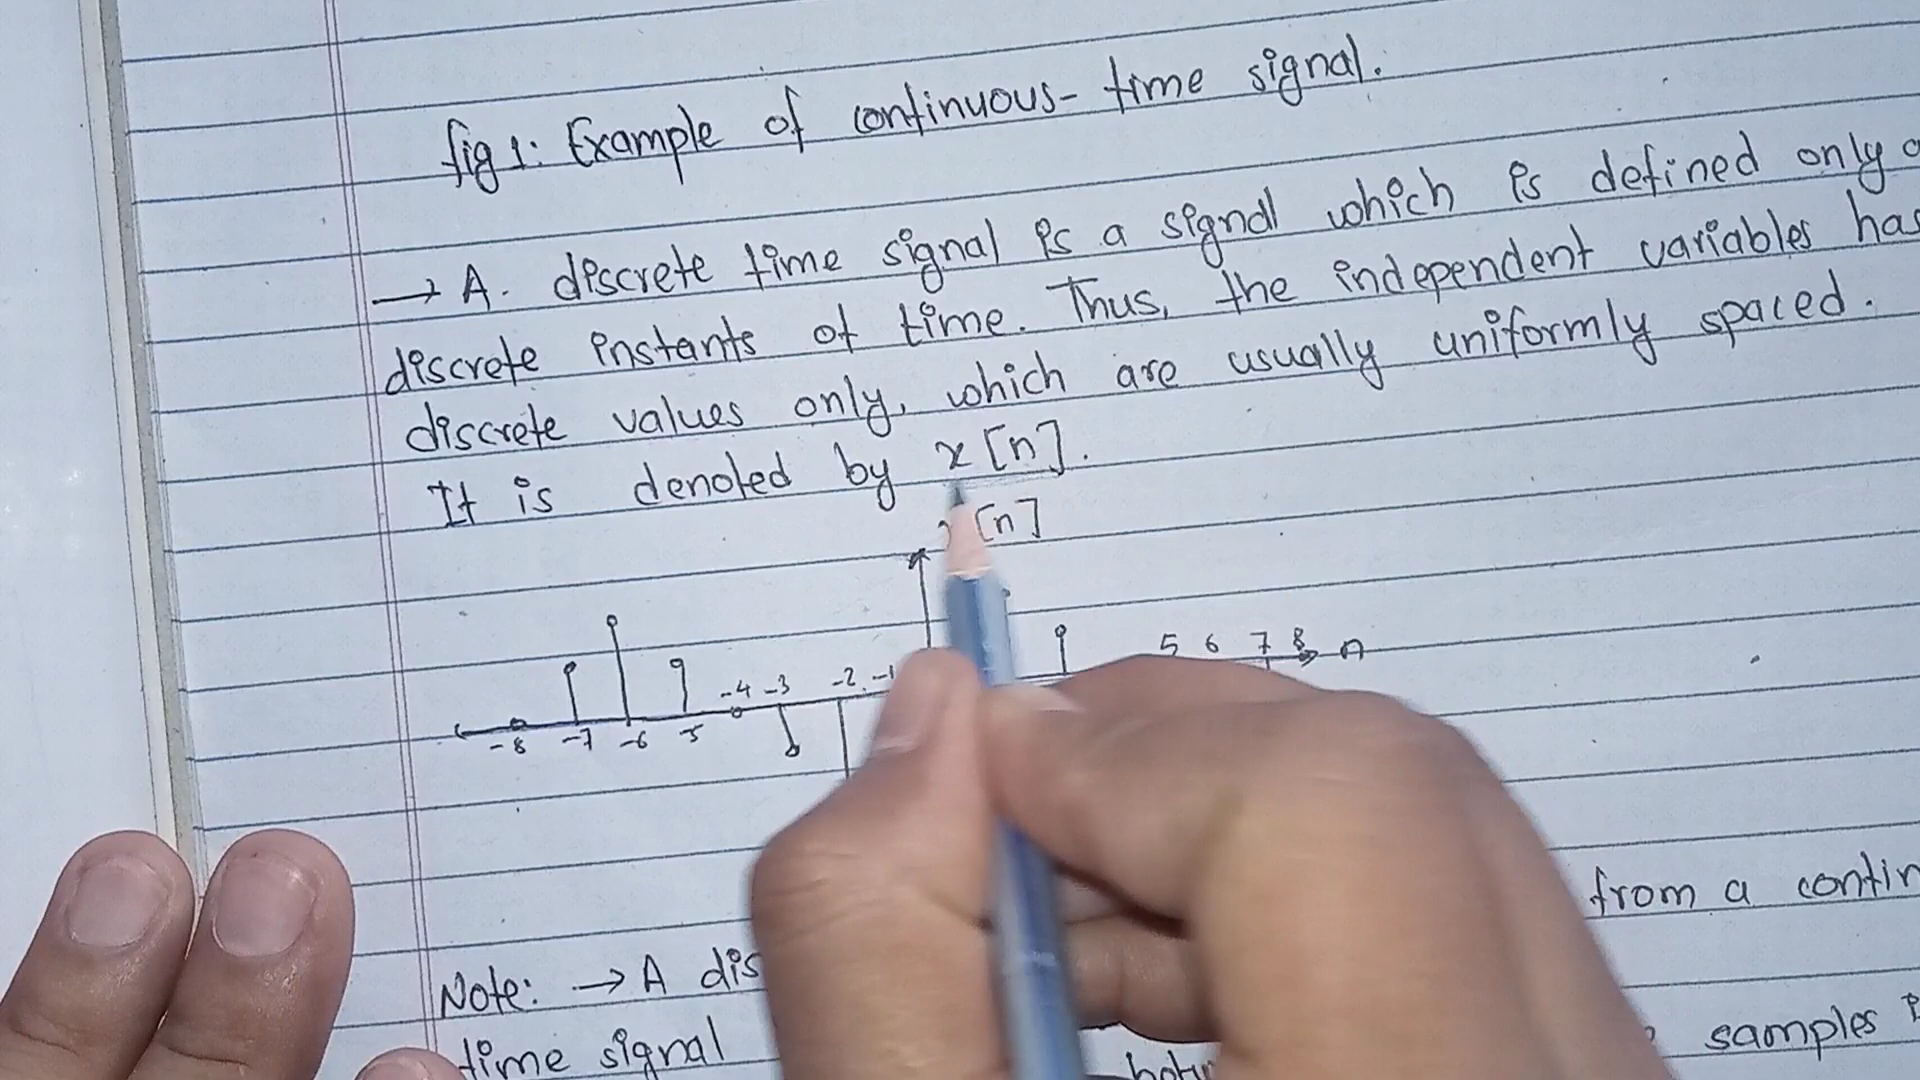 fig 1: Example of continuous- time signal.
→ A. discrete time signal is a signal which is defined only
discrete instants of time. Thus, the independent variables has
discrete values only, which are usually uniformly spaced.
It is denoted by x[n].
[n]
5 6 7 8 n
-4 -3 -2 -1
-8 -7 -6 5
from a contin
Note: → A dis
samples
time signal